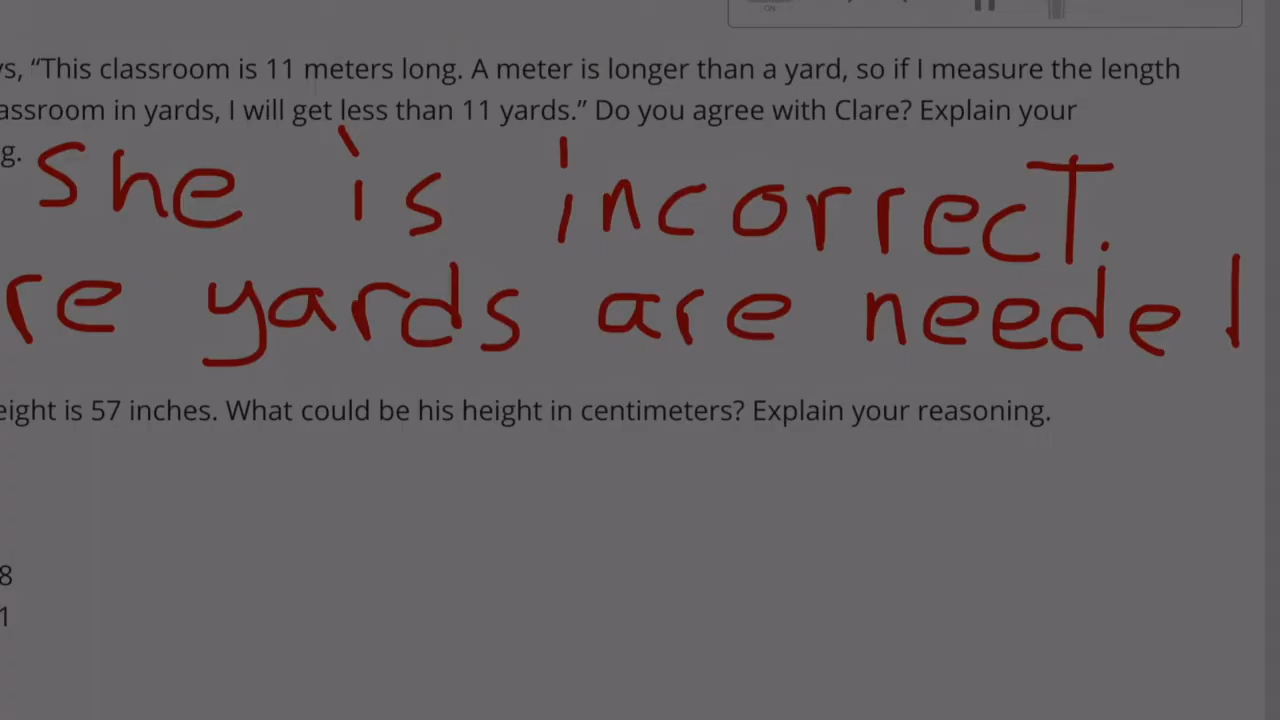 ON
s, “This classroom is 11 meters long. A meter is longer than a yard, so if I measure the length
assroom in yards, I will get less than 11 yards.” Do you agree with Clare? Explain your
g.
She is incorrect.
re yards are needed
eight is 57 inches. What could be his height in centimeters? Explain your reasoning.
8
1